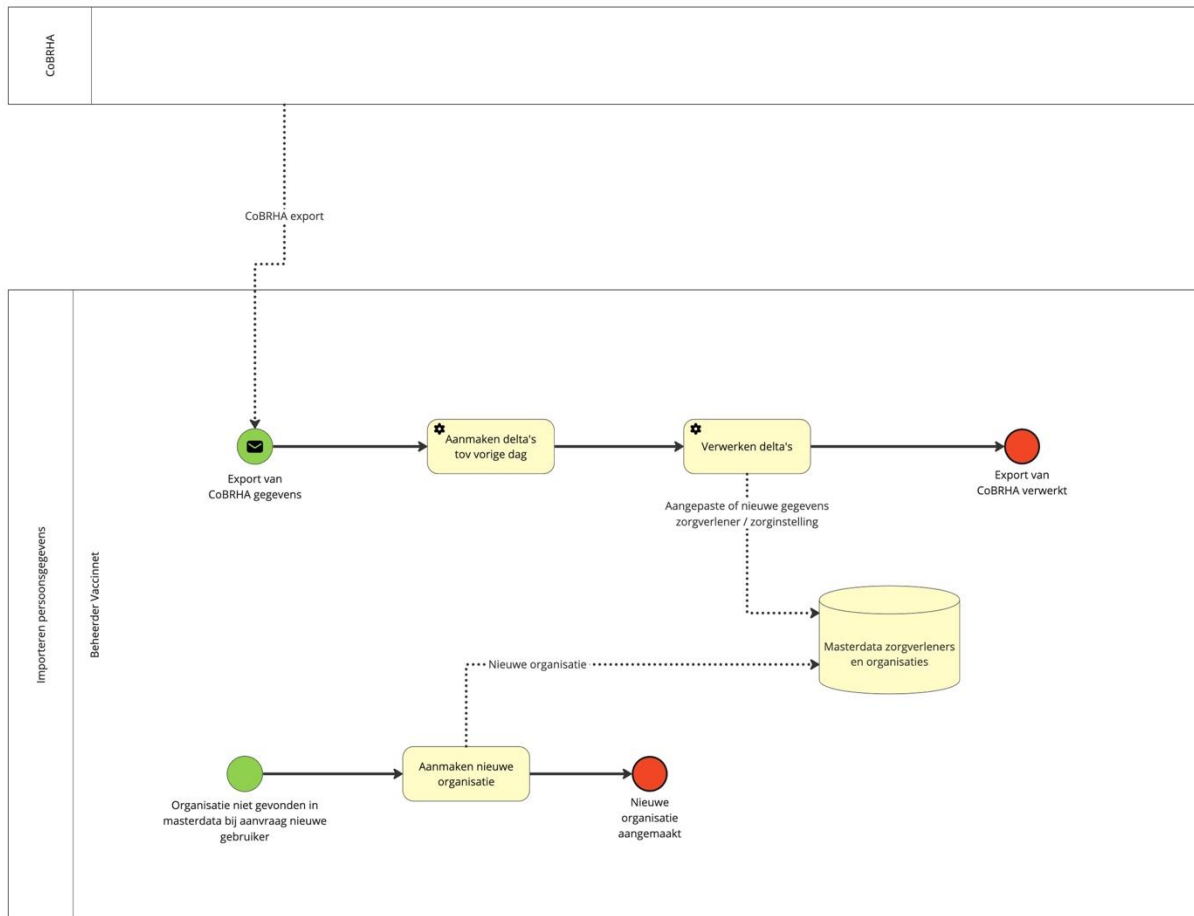 CoBRHA
CoBRHA export
Importeren persoonsgegevens
Beheerder Vaccinnet
Export van
CoBRHA gegevens
Aanmaken delta's
tov vorige dag
Verwerken delta's
Export van
CoBRHA verwerkt
Aangepaste of nieuwe gegevens
zorgverlener / zorginstelling
Masterdata zorgverleners
en organisaties
Nieuwe organisatie
Organisatie niet gevonden in
masterdata bij aanvraag nieuwe
gebruiker
Aanmaken nieuwe
organisatie
Nieuwe
organisatie
aangemaakt